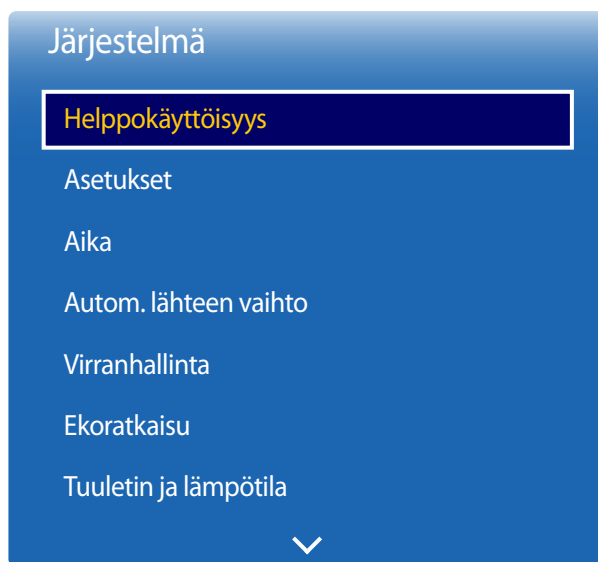 Järjestelmä
Helppokäyttöisyys
Asetukset
Aika
Autom. lähteen vaihto
Virranhallinta
Ekoratkaisu
Tuuletin ja lämpötila